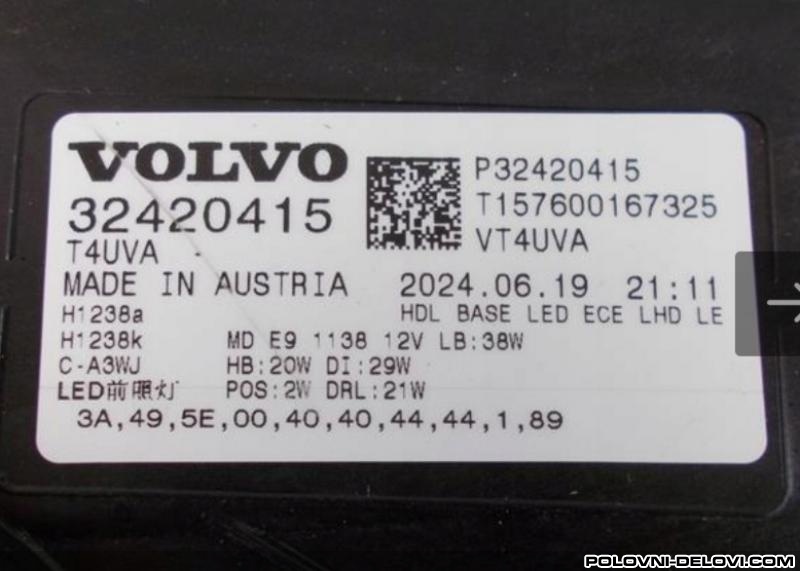 VOLVO
32420415
T4UVA
P32420415
T157600167325
VT4UVA
MADE IN AUSTRIA 2024.06.19 21:11
H1238a HDL BASE LED ECE LHD LE
H1238k MD E9 1138 12V LB:38W
C-A3WJ HB:20W DI:29W
LED前照灯 POS:2W DRL:21W
3A,49,5E,00,40,40,44,44,1,89
POLOVNI-DELOVI.COM